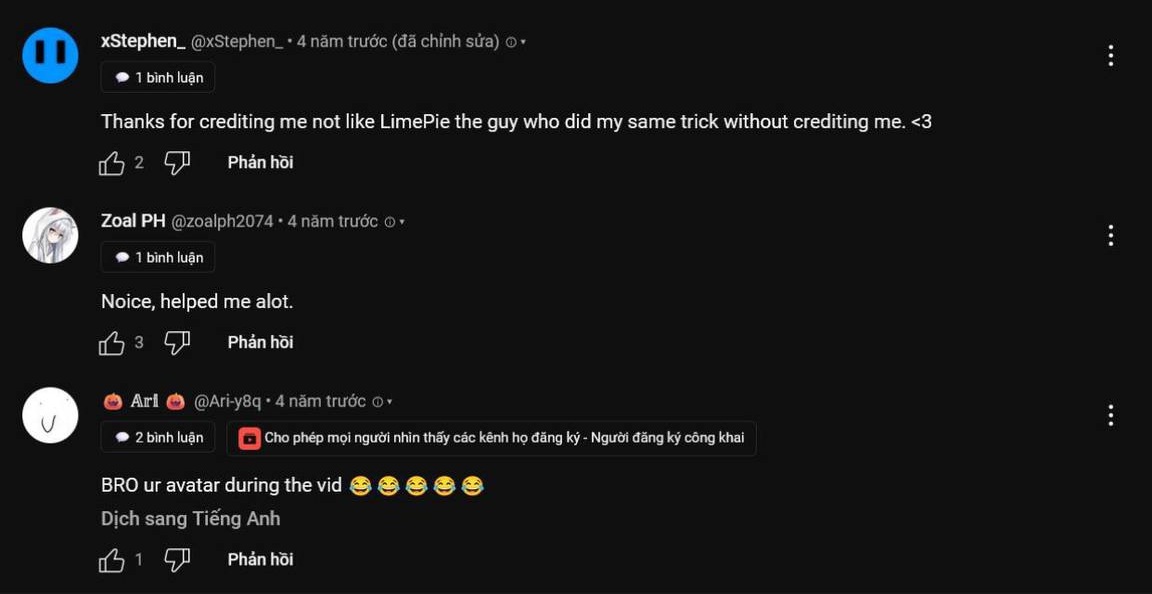 xStephen_ @xStephen_ • 4 năm trước (đã chỉnh sửa)
1 bình luận
Thanks for crediting me not like LimePie the guy who did my same trick without crediting me. <3
2 Phản hồi
Zoal PH @zoalph2074 • 4 năm trước
1 bình luận
Noice, helped me alot.
3 Phản hồi
🎃 𝔸𝕣𝕚 🎃 @Ari-y8q • 4 năm trước
2 bình luận Cho phép mọi người nhìn thấy các kênh họ đăng ký - Người đăng ký công khai
BRO ur avatar during the vid 😂😂😂😂😂
Dịch sang Tiếng Anh
1 Phản hồi